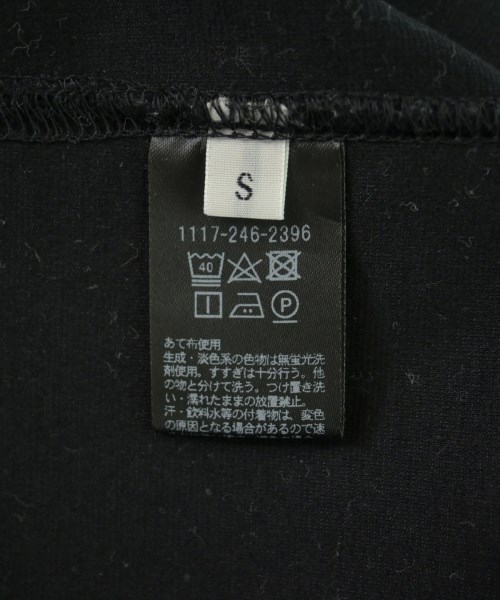 S
1117-246-2396
40
P
あて布使用
生成・淡色系の色物は無蛍光洗
剤使用。すすぎは十分行う。他
の物と分けて洗う。つけ置き洗
い・濡れたままの放置禁止。
汗・飲料水等の付着物は、変色
の原因となる場合があるので速